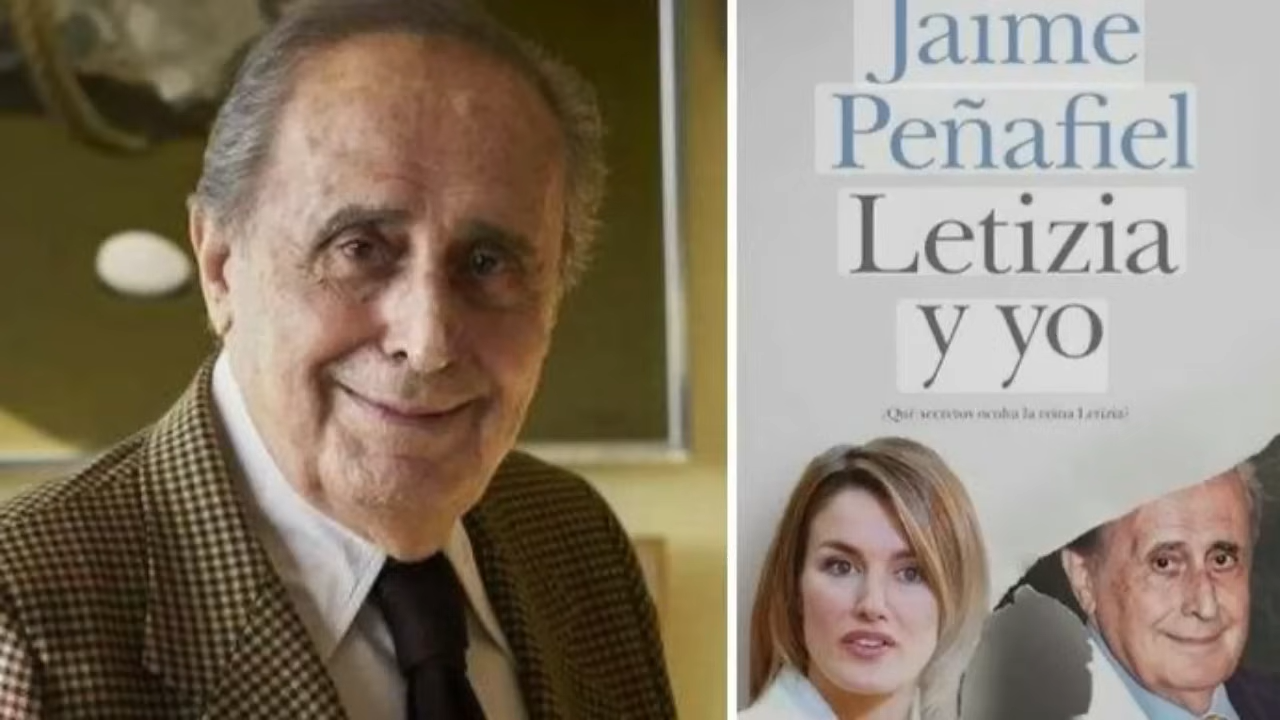 Jaime
Peñafiel
Letizia
y yo
¿Qué secretos oculta la reina Letizia?